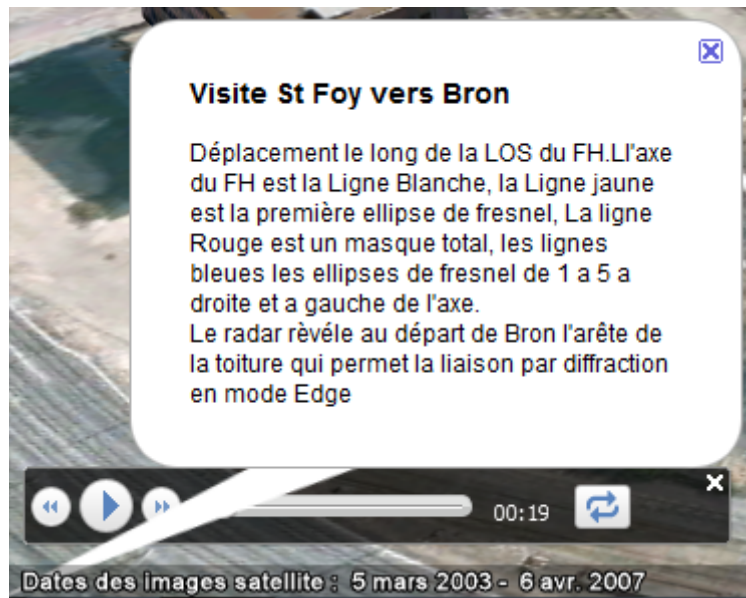 Visite St Foy vers Bron
Déplacement le long de la LOS du FH.Ll'axe
du FH est la Ligne Blanche, la Ligne jaune
est la première ellipse de fresnel, La ligne
Rouge est un masque total, les lignes
bleues les ellipses de fresnel de 1 a 5 a
droite et a gauche de l'axe.
Le radar rèvéle au départ de Bron l'arête de
la toiture qui permet la liaison par diffraction
en mode Edge
00:19
Dates des images satellite : 5 mars 2003 - 6 avr. 2007